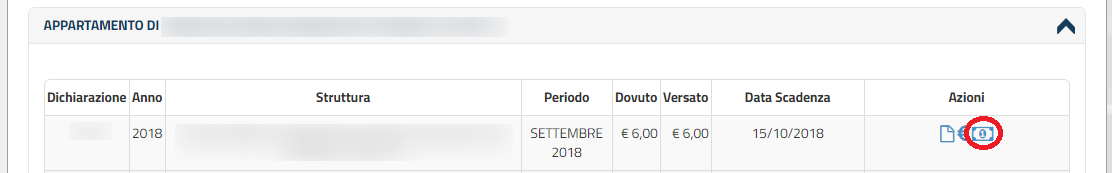 APPARTAMENTO DI
Dichiarazione Anno Struttura Periodo Dovuto Versato Data Scadenza Azioni
2018 SETTEMBRE 2018 € 6,00 € 6,00 15/10/2018